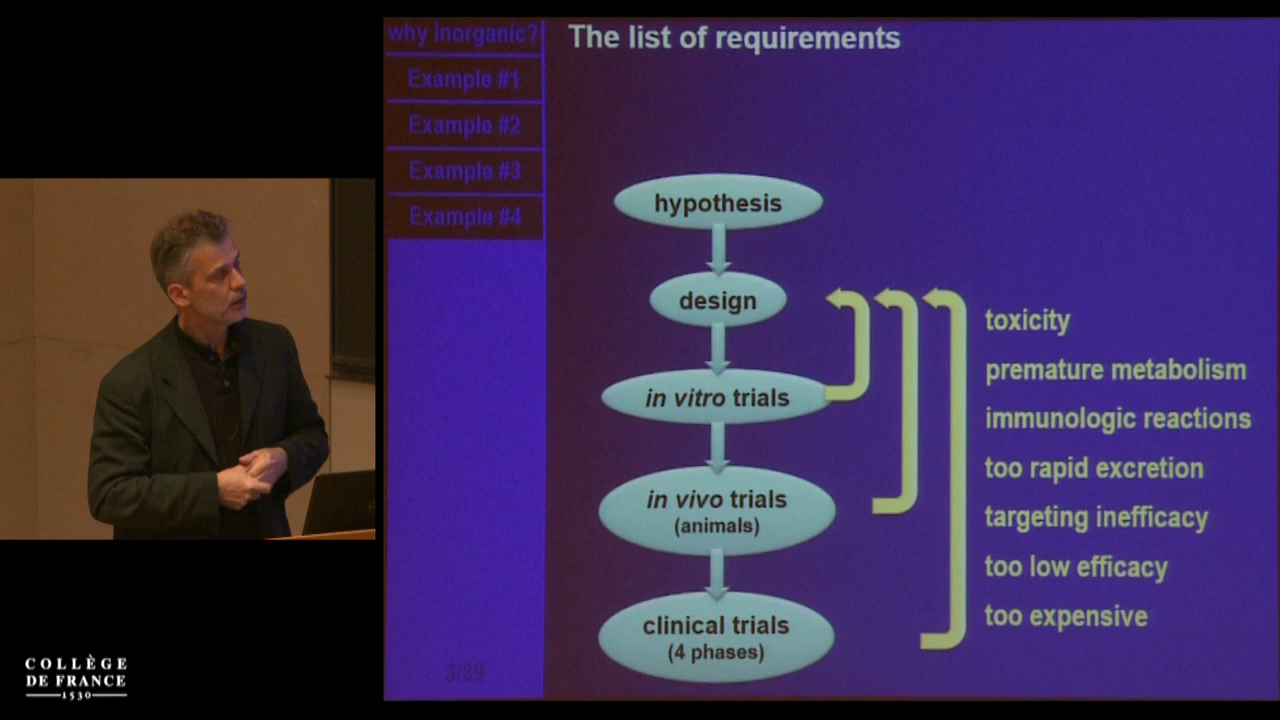 why inorganic?
Example #1
Example #2
Example #3
Example #4
The list of requirements
hypothesis
design
in vitro trials
in vivo trials
(animals)
clinical trials
(4 phases)
toxicity
premature metabolism
immunologic reactions
too rapid excretion
targeting inefficacy
too low efficacy
too expensive
3/39
COLLÈGE
DE FRANCE
1530